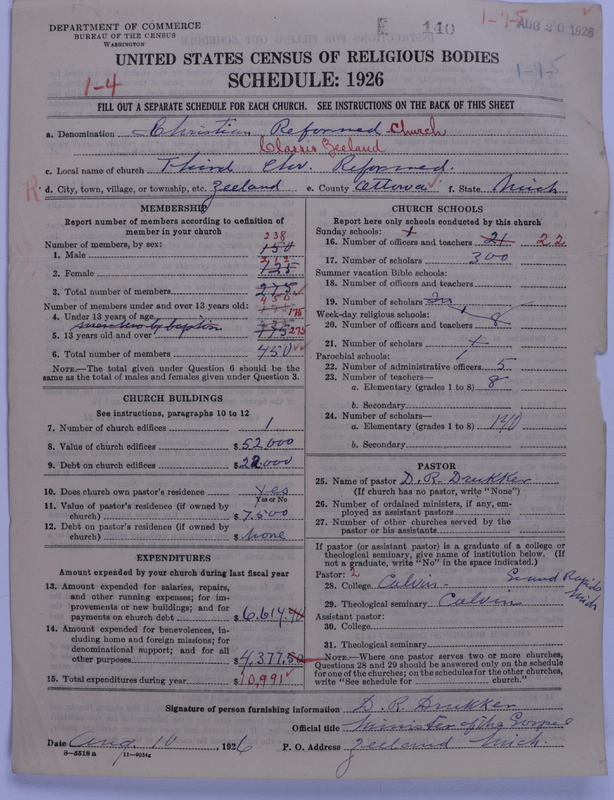 DEPARTMENT OF COMMERCE
BUREAU OF THE CENSUS
WASHINGTON
E 140
1-7-5
AUG 20 1926
1-4
1-7-5
UNITED STATES CENSUS OF RELIGIOUS BODIES
SCHEDULE: 1926
FILL OUT A SEPARATE SCHEDULE FOR EACH CHURCH. SEE INSTRUCTIONS ON THE BACK OF THIS SHEET
a. Denomination Christian Reformed Church
Classis Zeeland
c. Local name of church Third Chr. Reformed.
R d. City, town, village, or township, etc. Zeeland e. County Ottowa f. State Mich
MEMBERSHIP
Report number of members according to definition of member in your church
Number of members, by sex:
238
1. Male 150
212
2. Female 125
3. Total number of members 275
450
Number of members under and over 13 years old:
4. Under 13 years of age 175
members by baptism
5. 13 years old and over 275
6. Total number of members 450
NOTE.—The total given under Question 6 should be the same as the total of males and females given under Question 3.
CHURCH BUILDINGS
See instructions, paragraphs 10 to 12
7. Number of church edifices 1
8. Value of church edifices $52,000
9. Debt on church edifices $22,000
10. Does church own pastor's residence Yes
Yes or No
11. Value of pastor's residence (if owned by church) $7,500
12. Debt on pastor's residence (if owned by church) $None
EXPENDITURES
Amount expended by your church during last fiscal year
13. Amount expended for salaries, repairs, and other running expenses; for improvements or new buildings; and for payments on church debt $6,614.
14. Amount expended for benevolences, including home and foreign missions; for denominational support; and for all other purposes $4,377.50
15. Total expenditures during year $10,991
CHURCH SCHOOLS
Report here only schools conducted by this church
Sunday schools:
16. Number of officers and teachers 21 22
17. Number of scholars 300
Summer vacation Bible schools:
18. Number of officers and teachers
19. Number of scholars
Week-day religious schools:
20. Number of officers and teachers 8
21. Number of scholars
Parochial schools:
22. Number of administrative officers 5
23. Number of teachers—
a. Elementary (grades 1 to 8) 8
b. Secondary
24. Number of scholars—
a. Elementary (grades 1 to 8)
b. Secondary
PASTOR
25. Name of pastor D. R. Drukker
(If church has no pastor, write "None")
26. Number of ordained ministers, if any, employed as assistant pastors
27. Number of other churches served by the pastor or his assistants
If pastor (or assistant pastor) is a graduate of a college or theological seminary, give name of institution below. (If not a graduate, write "No" in the space indicated.)
Pastor: 2
28. College Calvin - Grand Rapids Mich
29. Theological seminary Calvin
Assistant pastor:
30. College
31. Theological seminary
NOTE.—Where one pastor serves two or more churches, Questions 28 and 29 should be answered only on the schedule for one of the churches; on the schedules for the other churches, write "See schedule for church."
Signature of person furnishing information D. R. Drukker
Official title Minister of the Gospel
Date Aug. 10, 1926 P. O. Address Zeeland Mich.
8—5518 a 11—9054g